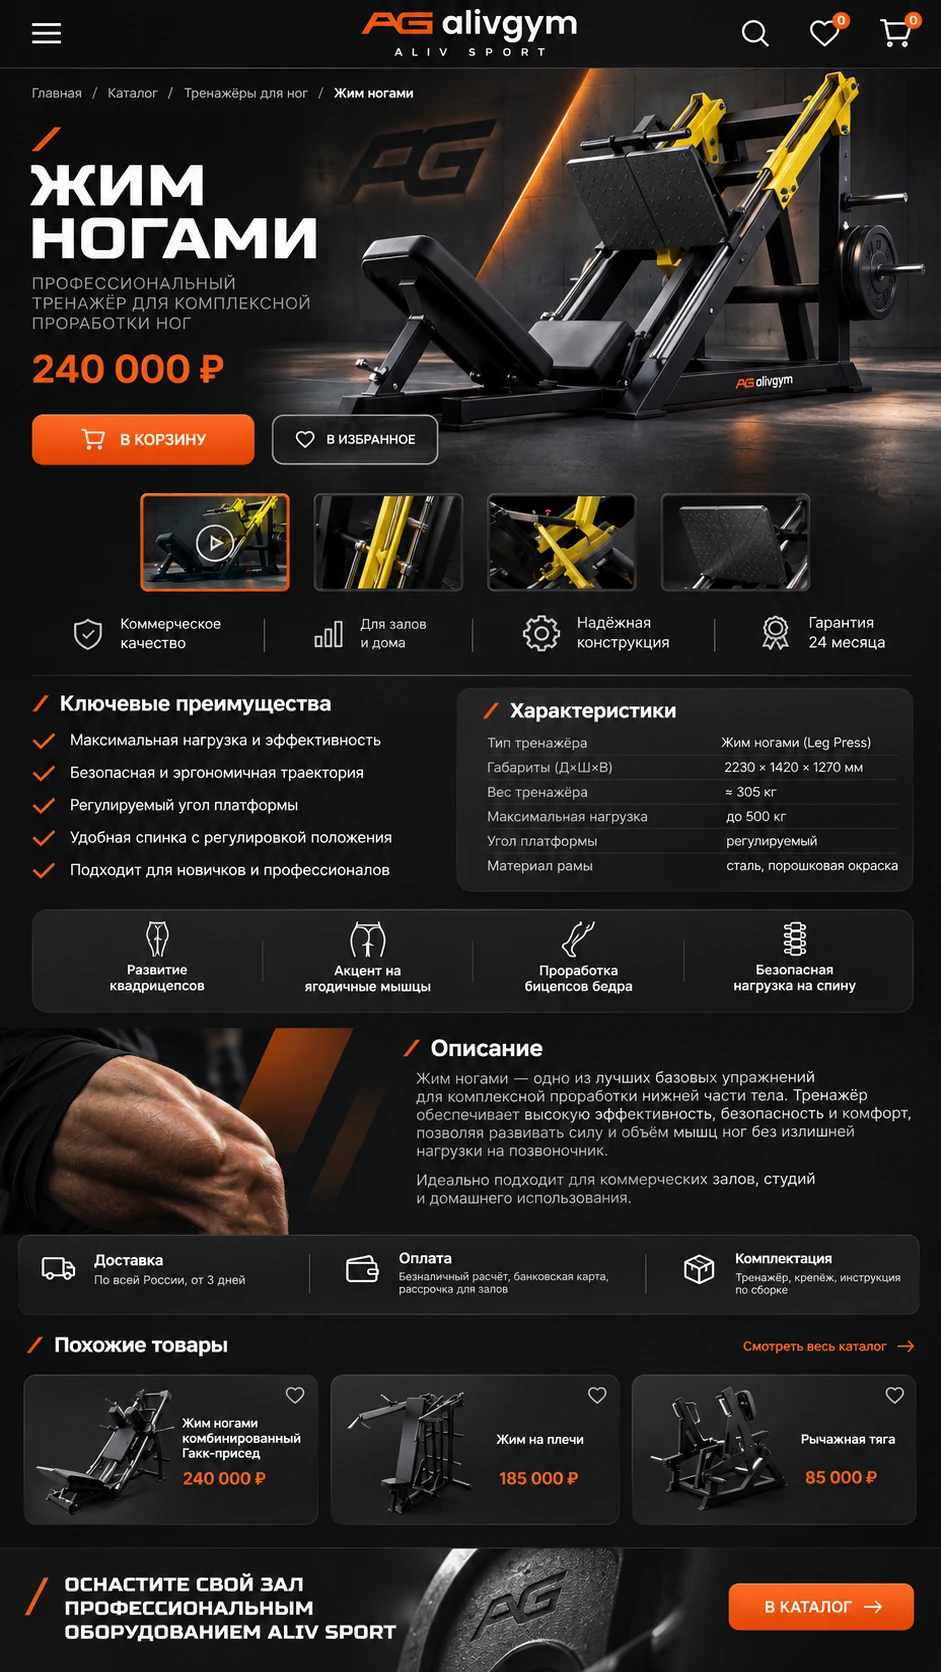 AG alivgym
ALIV SPORT
0
0
Главная / Каталог / Тренажёры для ног / Жим ногами
AG
ЖИМ
НОГАМИ
ПРОФЕССИОНАЛЬНЫЙ
ТРЕНАЖЁР ДЛЯ КОМПЛЕКСНОЙ
ПРОРАБОТКИ НОГ
240 000 ₽
AG alivgym
В КОРЗИНУ
В ИЗБРАННОЕ
Коммерческое
качество
Для залов
и дома
Надёжная
конструкция
Гарантия
24 месяца
Ключевые преимущества
Максимальная нагрузка и эффективность
Безопасная и эргономичная траектория
Регулируемый угол платформы
Удобная спинка с регулировкой положения
Подходит для новичков и профессионалов
Характеристики
Тип тренажёра Жим ногами (Leg Press)
Габариты (Д×Ш×В) 2230 × 1420 × 1270 мм
Вес тренажёра ≈ 305 кг
Максимальная нагрузка до 500 кг
Угол платформы регулируемый
Материал рамы сталь, порошковая окраска
Развитие
квадрицепсов
Акцент на
ягодичные мышцы
Проработка
бицепсов бедра
Безопасная
нагрузка на спину
Описание
Жим ногами — одно из лучших базовых упражнений
для комплексной проработки нижней части тела. Тренажёр
обеспечивает высокую эффективность, безопасность и комфорт,
позволяя развивать силу и объём мышц ног без излишней
нагрузки на позвоночник.
Идеально подходит для коммерческих залов, студий
и домашнего использования.
Доставка
По всей России, от 3 дней
Оплата
Безналичный расчёт, банковская карта,
рассрочка для залов
Комплектация
Тренажёр, крепёж, инструкция
по сборке
Похожие товары
Смотреть весь каталог
Жим ногами
комбинированный
Гакк-присед
240 000 ₽
Жим на плечи
185 000 ₽
Рычажная тяга
85 000 ₽
ОСНАСТИТЕ СВОЙ ЗАЛ
ПРОФЕССИОНАЛЬНЫМ
ОБОРУДОВАНИЕМ ALIV SPORT
AG
В КАТАЛОГ